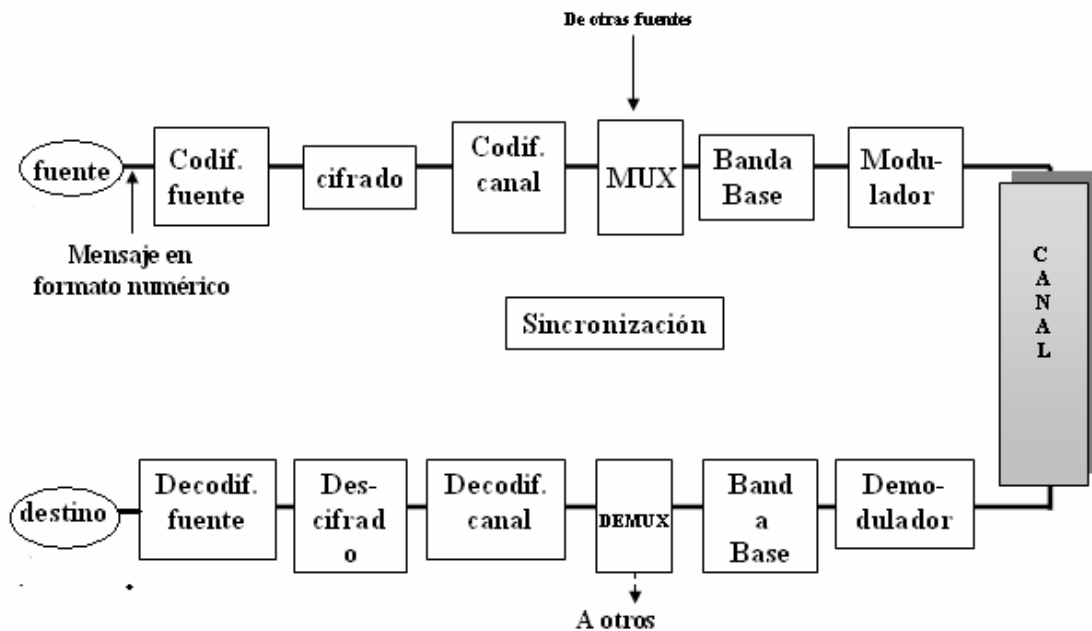 De otras fuentes
fuente
Codif.
fuente
cifrado
Codif.
canal
MUX
Banda
Base
Modu-
lador
Mensaje en
formato numérico
C
A
N
A
L
Sincronización
destino
Decodif.
fuente
Des-
cifrad
o
Decodif.
canal
DEMUX
Band
a
Base
Demo-
dulador
A otros